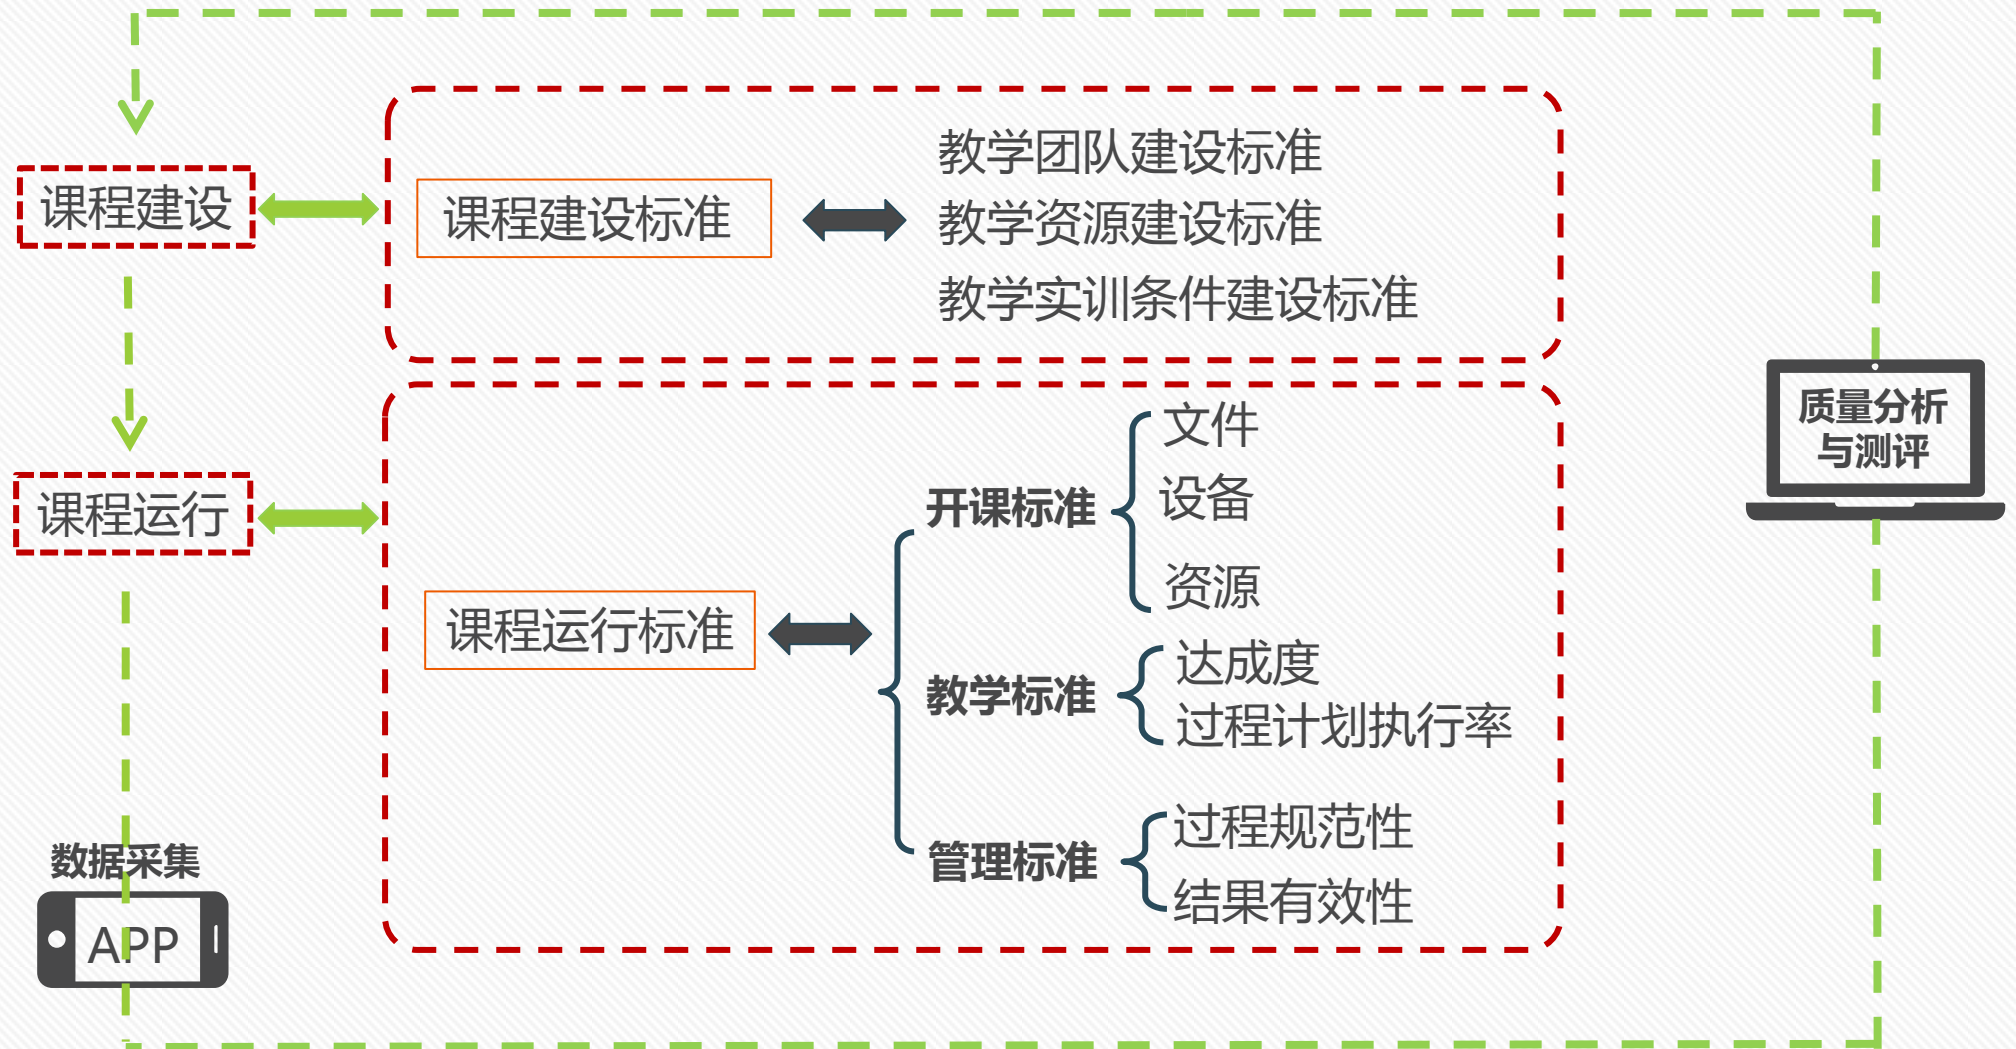 课程建设
课程建设标准
教学团队建设标准
教学资源建设标准
教学实训条件建设标准
课程运行
课程运行标准
开课标准
文件
设备
资源
教学标准
达成度
过程计划执行率
管理标准
过程规范性
结果有效性
数据采集
APP
质量分析
与测评